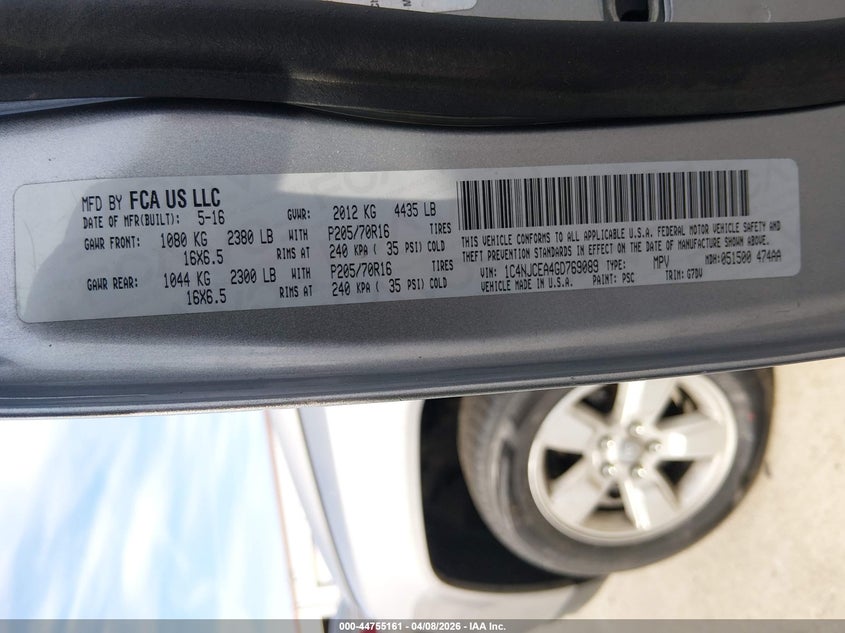 MFD BY FCA US LLC
DATE OF MFR(BUILT): 5-16 GVWR: 2012 KG 4435 LB
GAWR FRONT: 1080 KG 2380 LB WITH P205/70R16 TIRES
16X6.5 RIMS AT 240 KPA ( 35 PSI) COLD
GAWR REAR: 1044 KG 2300 LB WITH P205/70R16 TIRES
16X6.5 RIMS AT 240 KPA ( 35 PSI) COLD
THIS VEHICLE CONFORMS TO ALL APPLICABLE U.S.A. FEDERAL MOTOR VEHICLE SAFETY AND
THEFT PREVENTION STANDARDS IN EFFECT ON THE DATE OF MANUFACTURE SHOWN ABOVE.
VIN: 1C4NJCEA4GD769089 TYPE: MPV MDH: 051500 474AA
VEHICLE MADE IN U.S.A. PAINT: PSC TRIM: G7DV
000-44755161 - 04/08/2026 - IAA Inc.